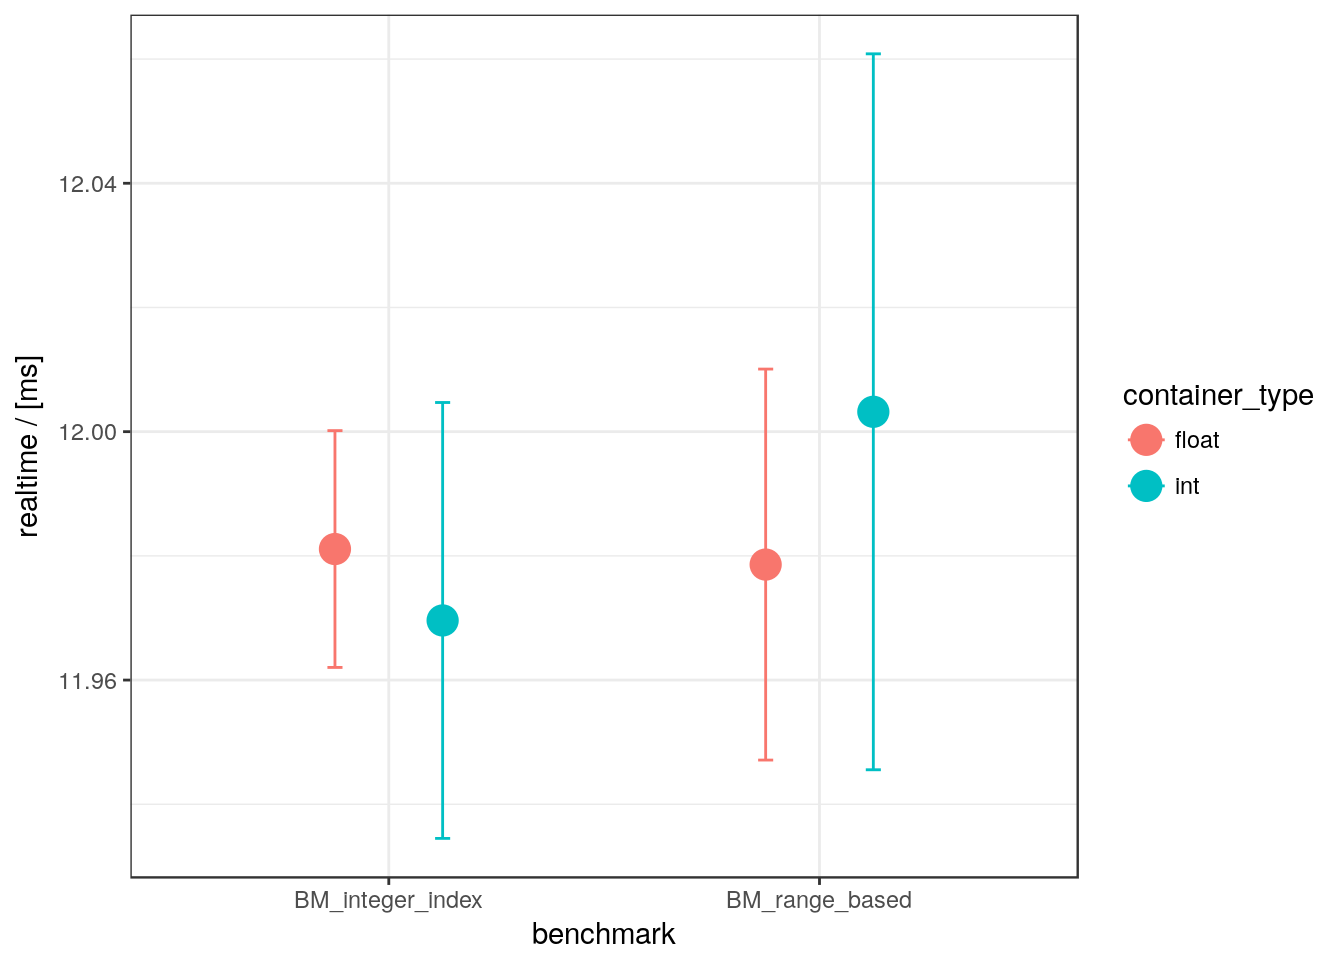 realtime / [ms]
12.04
12.00
11.96
BM_integer_index
BM_range_based
benchmark
container_type
float
int